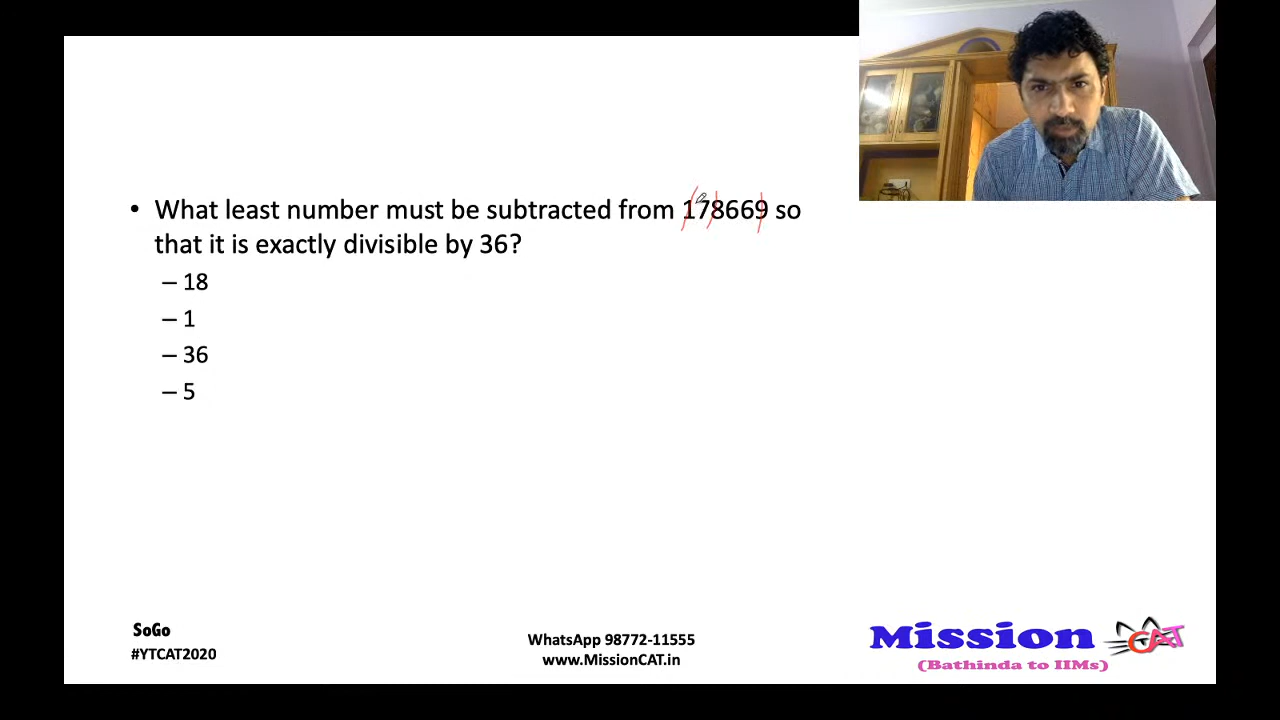 • What least number must be subtracted from 178669 so
that it is exactly divisible by 36?
– 18
– 1
– 36
– 5
SoGo
#YTCAT2020
WhatsApp 98772-11555
www.MissionCAT.in
Mission CAT
(Bathinda to IIMs)